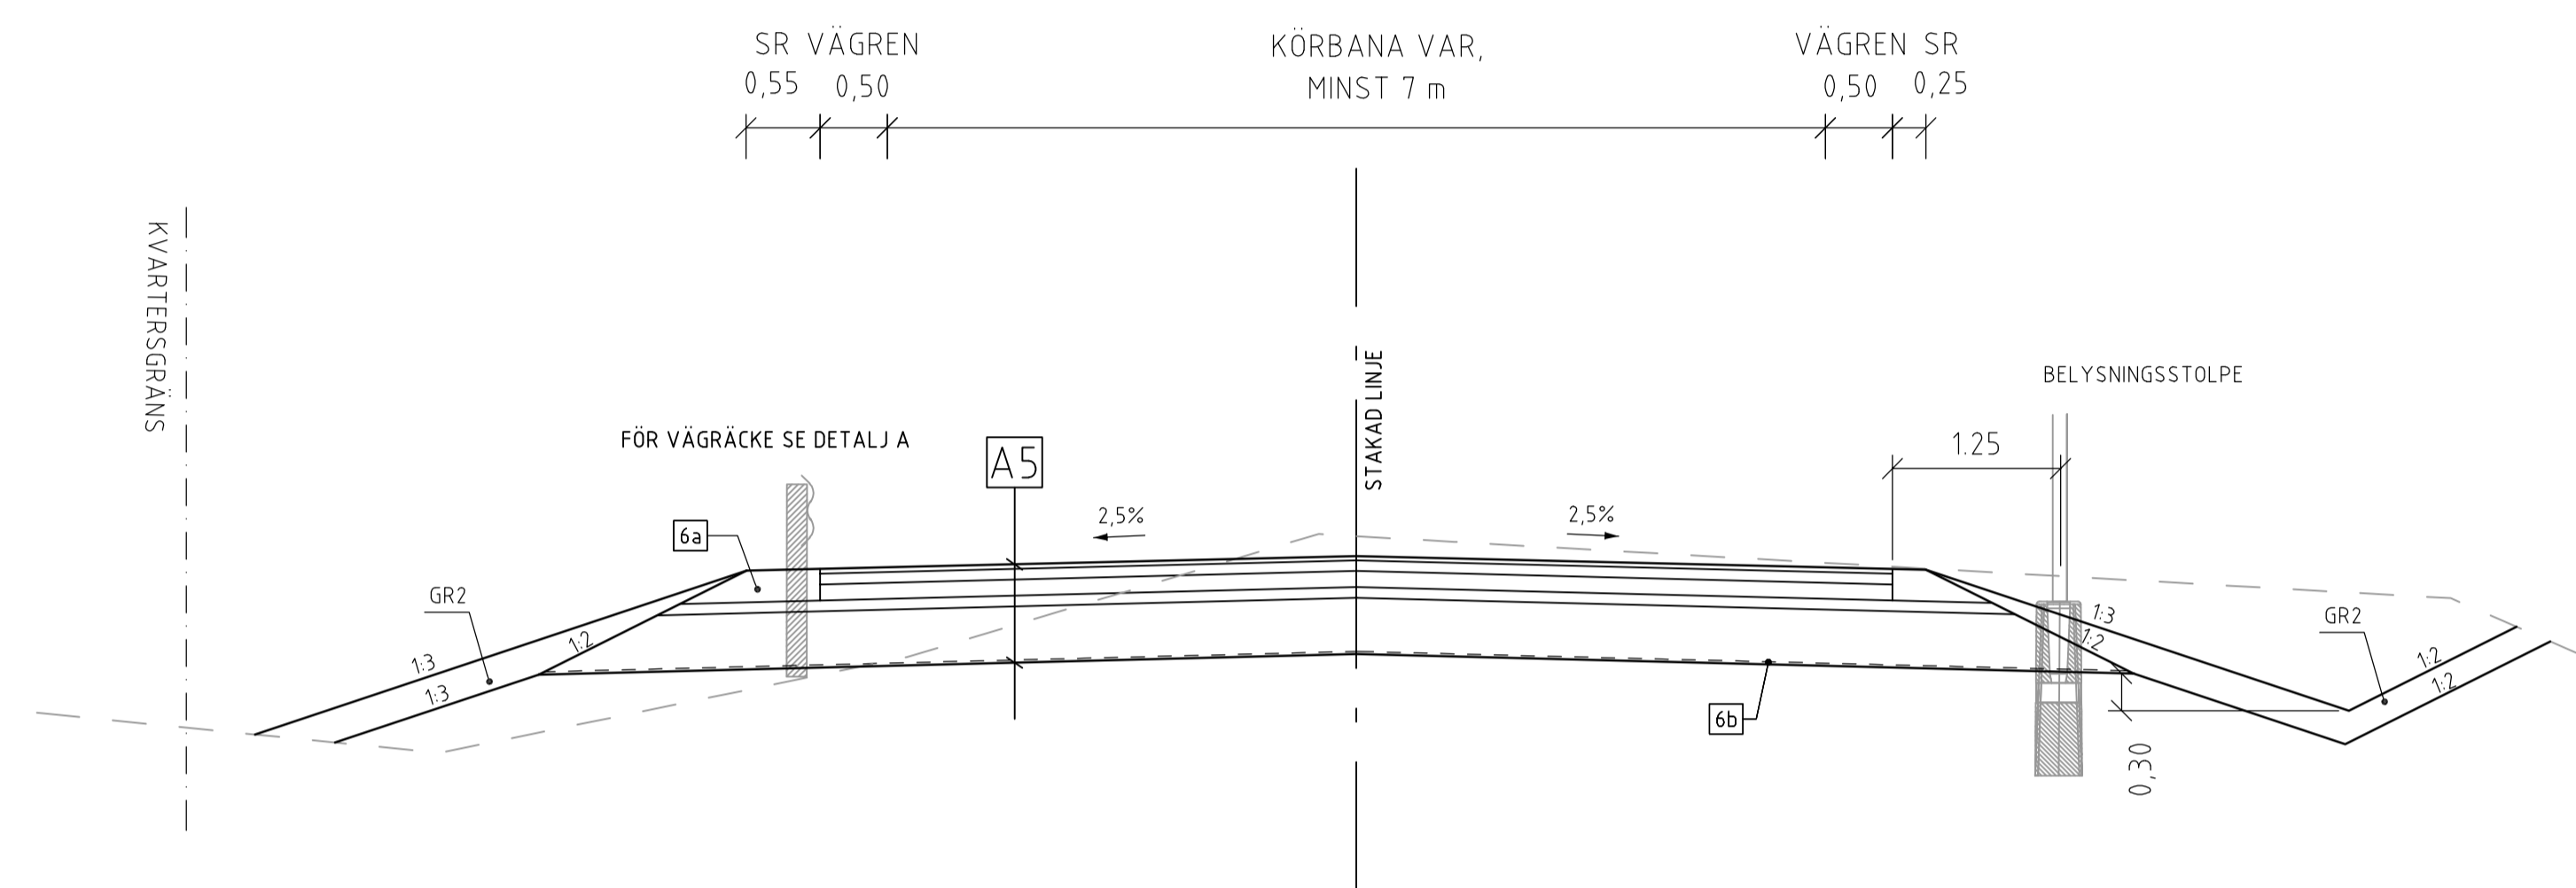 SR VÄGREN
0,55 0,50
KÖRBANA VAR,
MINST 7 m
VÄGREN SR
0,50 0,25
KVARTERSGRÄNS
STAKAD LINJE
BELYSNINGSSTOLPE
FÖR VÄGRÄCKE SE DETALJ A
A5
1.25
2,5%
2,5%
6a
GR2
1:2
1:3
1:3
1:3
1:2
GR2
1:2
1:2
6b
0,30